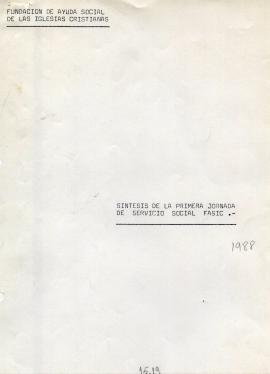 FUNDACION DE AYUDA SOCIAL
DE LAS IGLESIAS CRISTIANAS
SINTESIS DE LA PRIMERA JORNADA
DE SERVICIO SOCIAL FASIC .-
1988
15.19